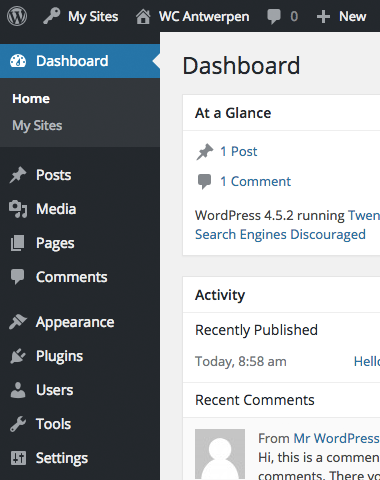 My Sites WC Antwerpen 0 New
Dashboard
Home
My Sites
Posts
Media
Pages
Comments
Appearance
Plugins
Users
Tools
Settings
Dashboard
At a Glance
1 Post
1 Comment
WordPress 4.5.2 running Twen
Search Engines Discouraged
Activity
Recently Published
Today, 8:58 am Hello
Recent Comments
From Mr WordPress
Hi, this is a commen
comments. There yo